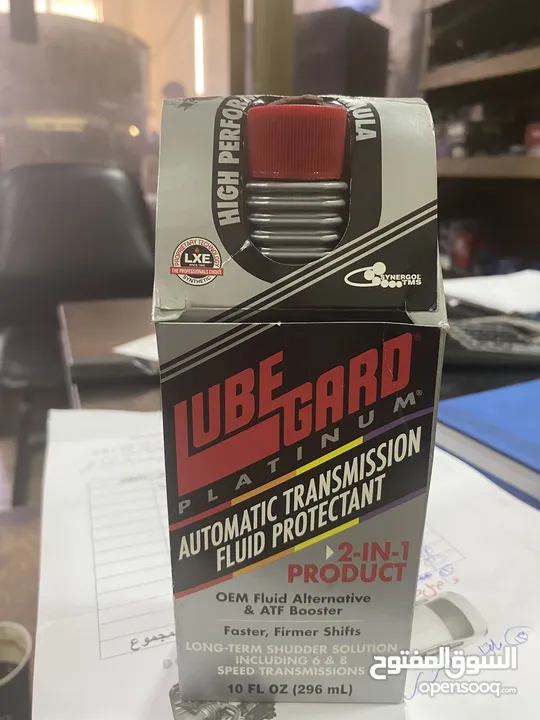 HIGH PERFOR
ULA
PROPRIETARY TECHNOLOGY
LXE
THE PROFESSIONALS CHOICE
SYNTHETIC
SYNERGOL®
TMS
LUBEGARD®
PLATINUM®
AUTOMATIC TRANSMISSION
FLUID PROTECTANT
2-IN-1
PRODUCT
OEM Fluid Alternative
& ATF Booster
Faster, Firmer Shifts
LONG-TERM SHUDDER SOLUTION
INCLUDING 6 & 8
SPEED TRANSMISSIONS
10 FL OZ (296 mL)
المجموع
السوق المفتوح
opensooq.com